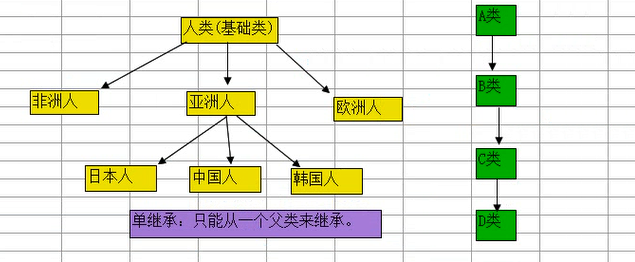 人类(基础类)
非洲人
亚洲人
欧洲人
日本人
中国人
韩国人
单继承：只能从一个父类来继承。
A类
B类
C类
D类